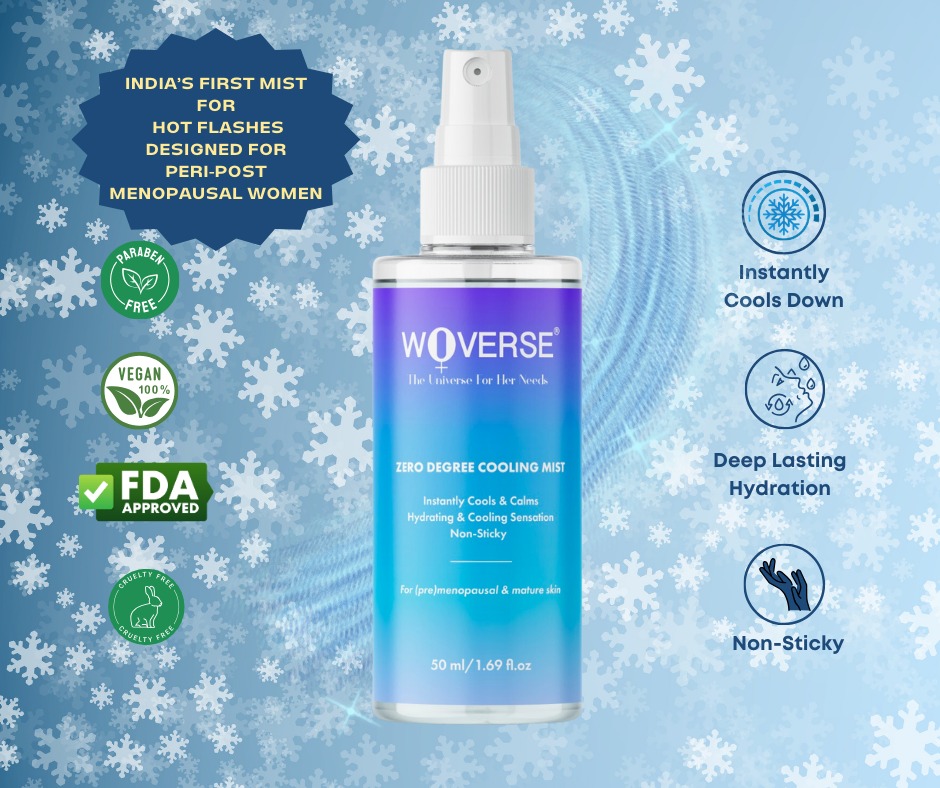 INDIA'S FIRST MIST
FOR
HOT FLASHES
DESIGNED FOR
PERI-POST
MENOPAUSAL WOMEN
PARABEN
FREE
VEGAN
100%
FDA
APPROVED
CRUELTY FREE
CRUELTY FREE
WOVERSE®
The Universe For Her Needs
ZERO DEGREE COOLING MIST
Instantly Cools & Calms
Hydrating & Cooling Sensation
Non-Sticky
For (pre)menopausal & mature skin
50 ml/1.69 fl.oz
Instantly
Cools Down
Deep Lasting
Hydration
Non-Sticky